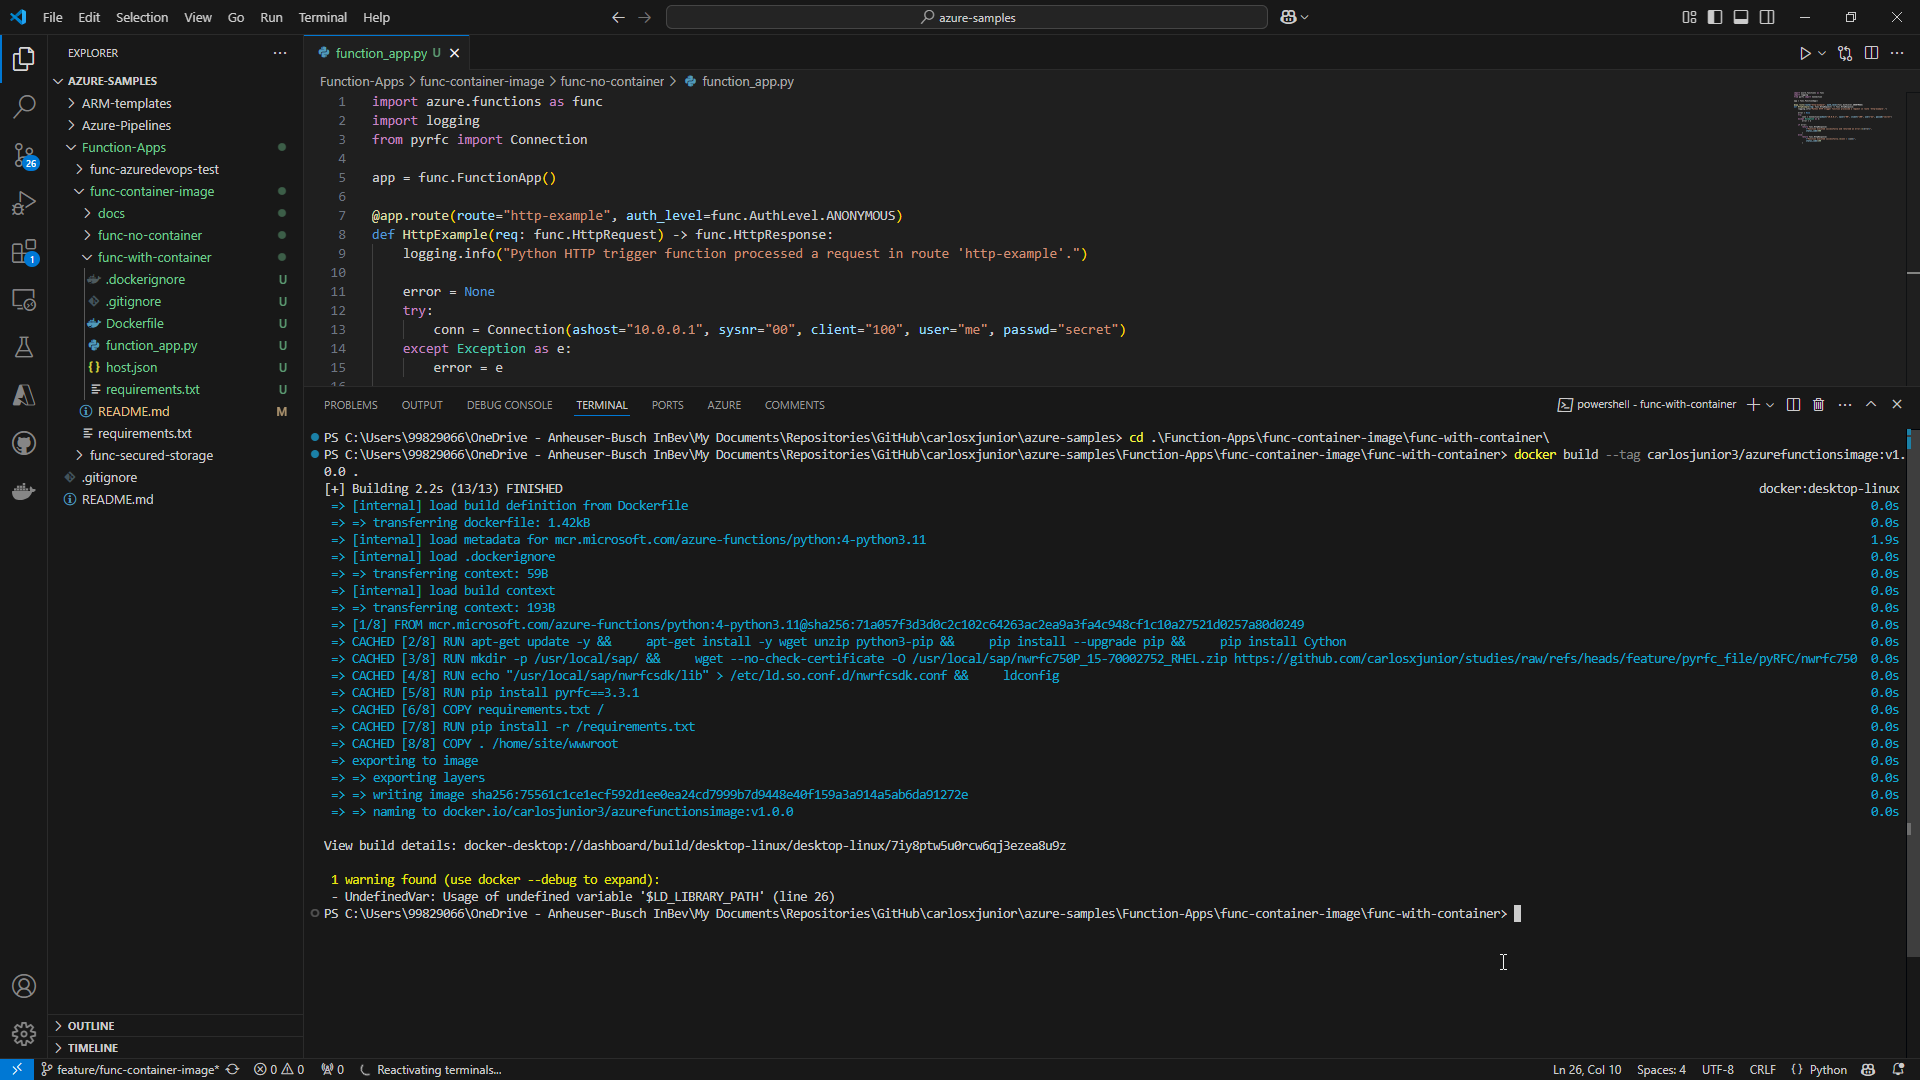 File Edit Selection View Go Run Terminal Help
azure-samples
EXPLORER
AZURE-SAMPLES
ARM-templates
Azure-Pipelines
Function-Apps
func-azuredevops-test
func-container-image
docs
func-no-container
func-with-container
.dockerignore U
.gitignore U
Dockerfile U
function_app.py U
host.json U
requirements.txt U
README.md M
requirements.txt
func-secured-storage
.gitignore
README.md
OUTLINE
TIMELINE
26
1
function_app.py U
Function-Apps > func-container-image > func-no-container > function_app.py
1 import azure.functions as func
2 import logging
3 from pyrfc import Connection
4
5 app = func.FunctionApp()
6
7 @app.route(route="http-example", auth_level=func.AuthLevel.ANONYMOUS)
8 def HttpExample(req: func.HttpRequest) -> func.HttpResponse:
9 logging.info("Python HTTP trigger function processed a request in route 'http-example'.")
10
11 error = None
12 try:
13 conn = Connection(ashost="10.0.0.1", sysnr="00", client="100", user="me", passwd="secret")
14 except Exception as e:
15 error = e
PROBLEMS OUTPUT DEBUG CONSOLE TERMINAL PORTS AZURE COMMENTS
powershell - func-with-container
PS C:\Users\99829066\OneDrive - Anheuser-Busch InBev\My Documents\Repositories\GitHub\carlosxjunior\azure-samples> cd .\Function-Apps\func-container-image\func-with-container\
PS C:\Users\99829066\OneDrive - Anheuser-Busch InBev\My Documents\Repositories\GitHub\carlosxjunior\azure-samples\Function-Apps\func-container-image\func-with-container> docker build --tag carlosjunior3/azurefunctionsimage:v1.
0.0 .
[+] Building 2.2s (13/13) FINISHED docker:desktop-linux
=> [internal] load build definition from Dockerfile 0.0s
=> => transferring dockerfile: 1.42kB 0.0s
=> [internal] load metadata for mcr.microsoft.com/azure-functions/python:4-python3.11 1.9s
=> [internal] load .dockerignore 0.0s
=> => transferring context: 59B 0.0s
=> [internal] load build context 0.0s
=> => transferring context: 193B 0.0s
=> [1/8] FROM mcr.microsoft.com/azure-functions/python:4-python3.11@sha256:71a057f3d3d0c2c102c64263ac2ea9a3fa4c948cf1c10a27521d0257a80d0249 0.0s
=> CACHED [2/8] RUN apt-get update -y && apt-get install -y wget unzip python3-pip && pip install --upgrade pip && pip install Cython 0.0s
=> CACHED [3/8] RUN mkdir -p /usr/local/sap/ && wget --no-check-certificate -O /usr/local/sap/nwrfc750P_15-70002752_RHEL.zip https://github.com/carlosxjunior/studies/raw/refs/heads/feature/pyrfc_file/pyRFC/nwrfc750 0.0s
=> CACHED [4/8] RUN echo "/usr/local/sap/nwrfcsdk/lib" > /etc/ld.so.conf.d/nwrfcsdk.conf && ldconfig 0.0s
=> CACHED [5/8] RUN pip install pyrfc==3.3.1 0.0s
=> CACHED [6/8] COPY requirements.txt / 0.0s
=> CACHED [7/8] RUN pip install -r /requirements.txt 0.0s
=> CACHED [8/8] COPY . /home/site/wwwroot 0.0s
=> exporting to image 0.0s
=> => exporting layers 0.0s
=> => writing image sha256:75561c1ce1ecf592d1ee0ea24cd7999b7d9448e40f159a3a914a5ab6da91272e 0.0s
=> => naming to docker.io/carlosjunior3/azurefunctionsimage:v1.0.0 0.0s
View build details: docker-desktop://dashboard/build/desktop-linux/desktop-linux/7iy8ptw5u0rcw6qj3ezea8u9z
1 warning found (use docker --debug to expand):
- UndefinedVar: Usage of undefined variable '$LD_LIBRARY_PATH' (line 26)
PS C:\Users\99829066\OneDrive - Anheuser-Busch InBev\My Documents\Repositories\GitHub\carlosxjunior\azure-samples\Function-Apps\func-container-image\func-with-container>
feature/func-container-image* 0 0 0 Reactivating terminals... Ln 26, Col 10 Spaces: 4 UTF-8 CRLF Python